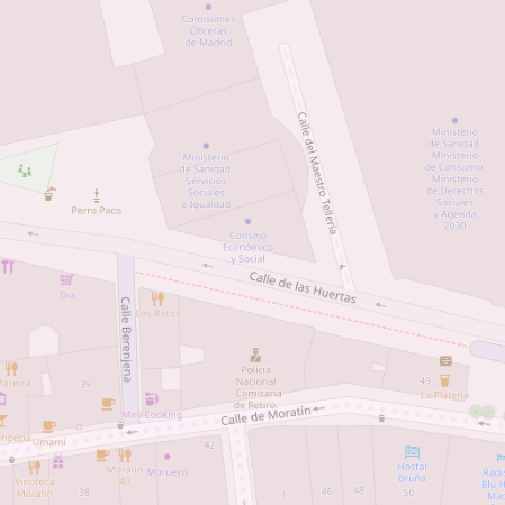 Comisiones
Obreras
de Madrid
Calle del Maestro Tellería
Ministerio
de Sanidad,
Ministerio
de Consumo,
Ministerio
de Derechos
Sociales
y Agenda
2030
Ministerio
de Sanidad,
Servicios
Sociales
e Igualdad
Perro Paco
Consejo
Económico
y Social
Calle de las Huertas
Día
Los Rotos
Calle Berenjena
Policía
Nacional
Comisaría
de Retiro.
Maceira
39
49
La Platería
Mini Cooking
Calle de Moratín
Umami
42
Vinoteca
Moratín
38
Moratín
40
Morueco
1
46
48
50
Hostal
Bruña